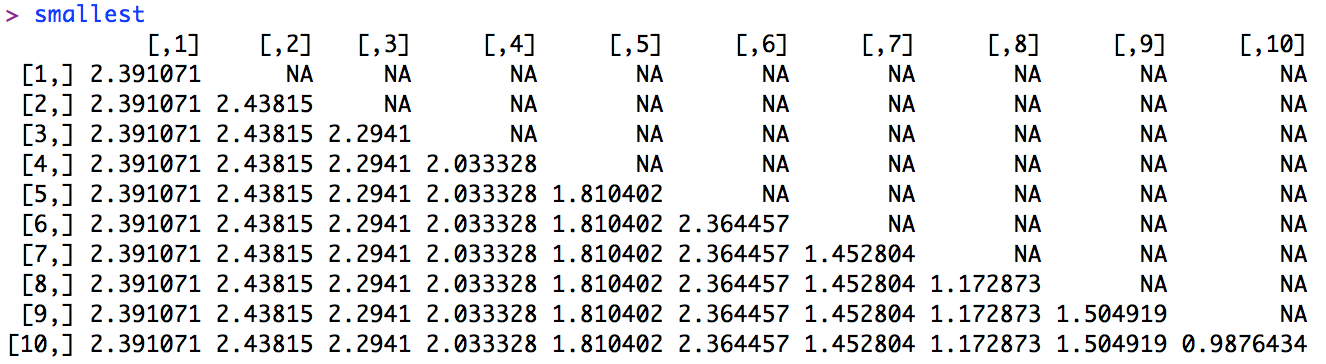 > smallest
          [,1]    [,2]   [,3]     [,4]     [,5]     [,6]     [,7]     [,8]     [,9]     [,10]
 [1,] 2.391071      NA     NA       NA       NA       NA       NA       NA       NA        NA
 [2,] 2.391071 2.43815     NA       NA       NA       NA       NA       NA       NA        NA
 [3,] 2.391071 2.43815 2.2941       NA       NA       NA       NA       NA       NA        NA
 [4,] 2.391071 2.43815 2.2941 2.033328       NA       NA       NA       NA       NA        NA
 [5,] 2.391071 2.43815 2.2941 2.033328 1.810402       NA       NA       NA       NA        NA
 [6,] 2.391071 2.43815 2.2941 2.033328 1.810402 2.364457       NA       NA       NA        NA
 [7,] 2.391071 2.43815 2.2941 2.033328 1.810402 2.364457 1.452804       NA       NA        NA
 [8,] 2.391071 2.43815 2.2941 2.033328 1.810402 2.364457 1.452804 1.172873       NA        NA
 [9,] 2.391071 2.43815 2.2941 2.033328 1.810402 2.364457 1.452804 1.172873 1.504919        NA
[10,] 2.391071 2.43815 2.2941 2.033328 1.810402 2.364457 1.452804 1.172873 1.504919 0.9876434